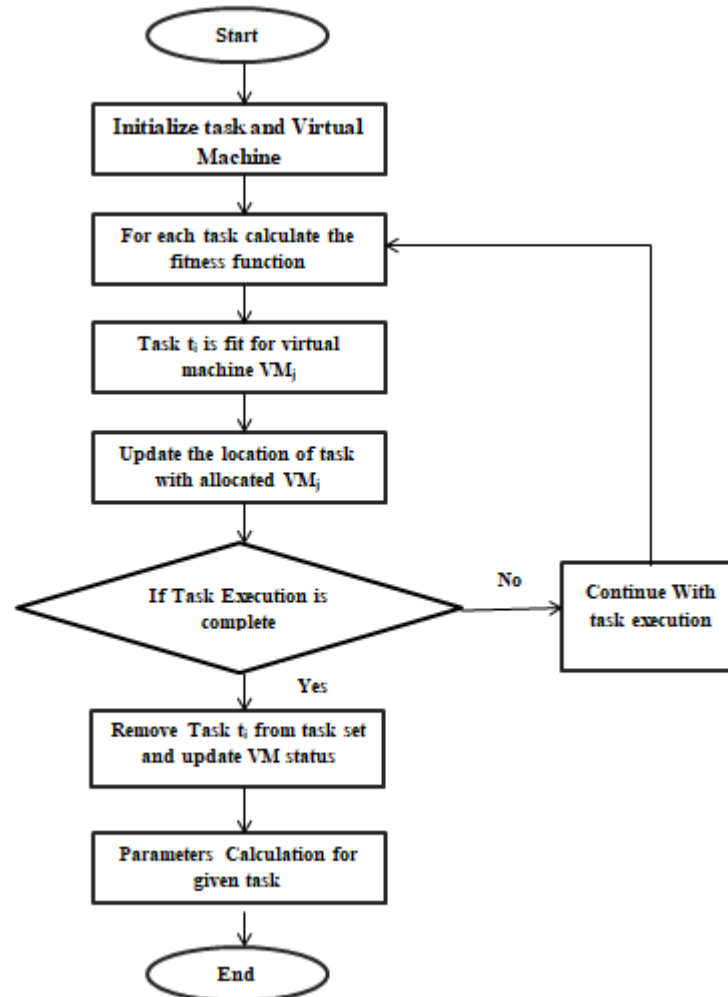 Start
Initialize task and Virtual
Machine
For each task calculate the
fitness function
Task tᵢ is fit for virtual
machine VMⱼ
Update the location of task
with allocated VMⱼ
If Task Execution is
complete
No
Continue With
task execution
Yes
Remove Task tᵢ from task set
and update VM status
Parameters Calculation for
given task
End